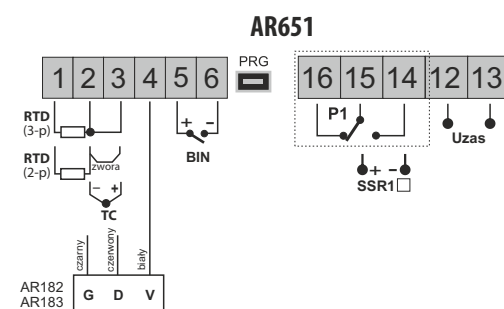 AR651
PRG
1 2 3 4 5 6 16 15 14 12 13
RTD
(3-p)
+ -
BIN
P1
Uzas
RTD
(2-p)
zwora
- +
TC
+ -
SSR1
czarny czerwony biały
AR182
AR183
G D V